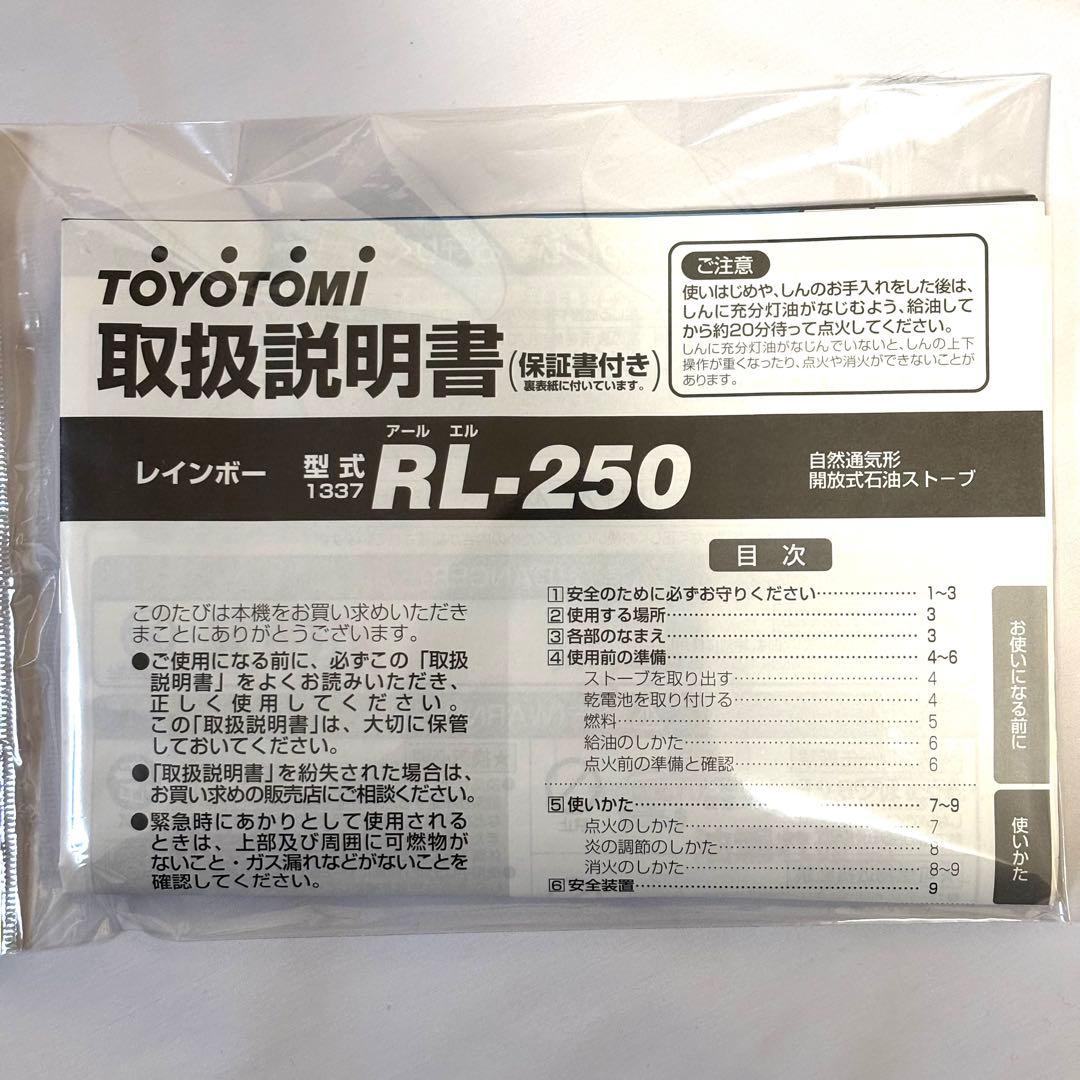 TOYOTOMI
取扱説明書(保証書付き
裏表紙に付いています。)
ご注意
使いはじめや、しんのお手入れをした後は、
しんに充分灯油がなじむよう、給油して
から約20分待って点火してください。
しんに充分灯油がなじんでいないと、しんの上下
操作が重くなったり、点火や消火ができないことが
あります。
アール エル
レインボー 型式 RL-250
1337
自然通気形
開放式石油ストーブ
このたびは本機をお買い求めいただき
まことにありがとうございます。
●ご使用になる前に、必ずこの「取扱
説明書」をよくお読みいただき、
正しく使用してください。
この「取扱説明書」は、大切に保管
しておいてください。
●「取扱説明書」を紛失された場合は、
お買い求めの販売店にご相談ください。
●緊急時にあかりとして使用される
ときは、上部及び周囲に可燃物が
ないこと・ガス漏れなどがないことを
確認してください。
目次
1 安全のために必ずお守りください………………1~3
2 使用する場所………………3
3 各部のなまえ………………3
4 使用前の準備………………4~6
ストーブを取り出す………………4
乾電池を取り付ける………………4
燃料………………5
給油のしかた………………6
点火前の準備と確認………………6
5 使いかた………………7~9
点火のしかた………………7
炎の調節のしかた………………8
消火のしかた………………8~9
6 安全装置………………9
お使いになる前に
使いかた